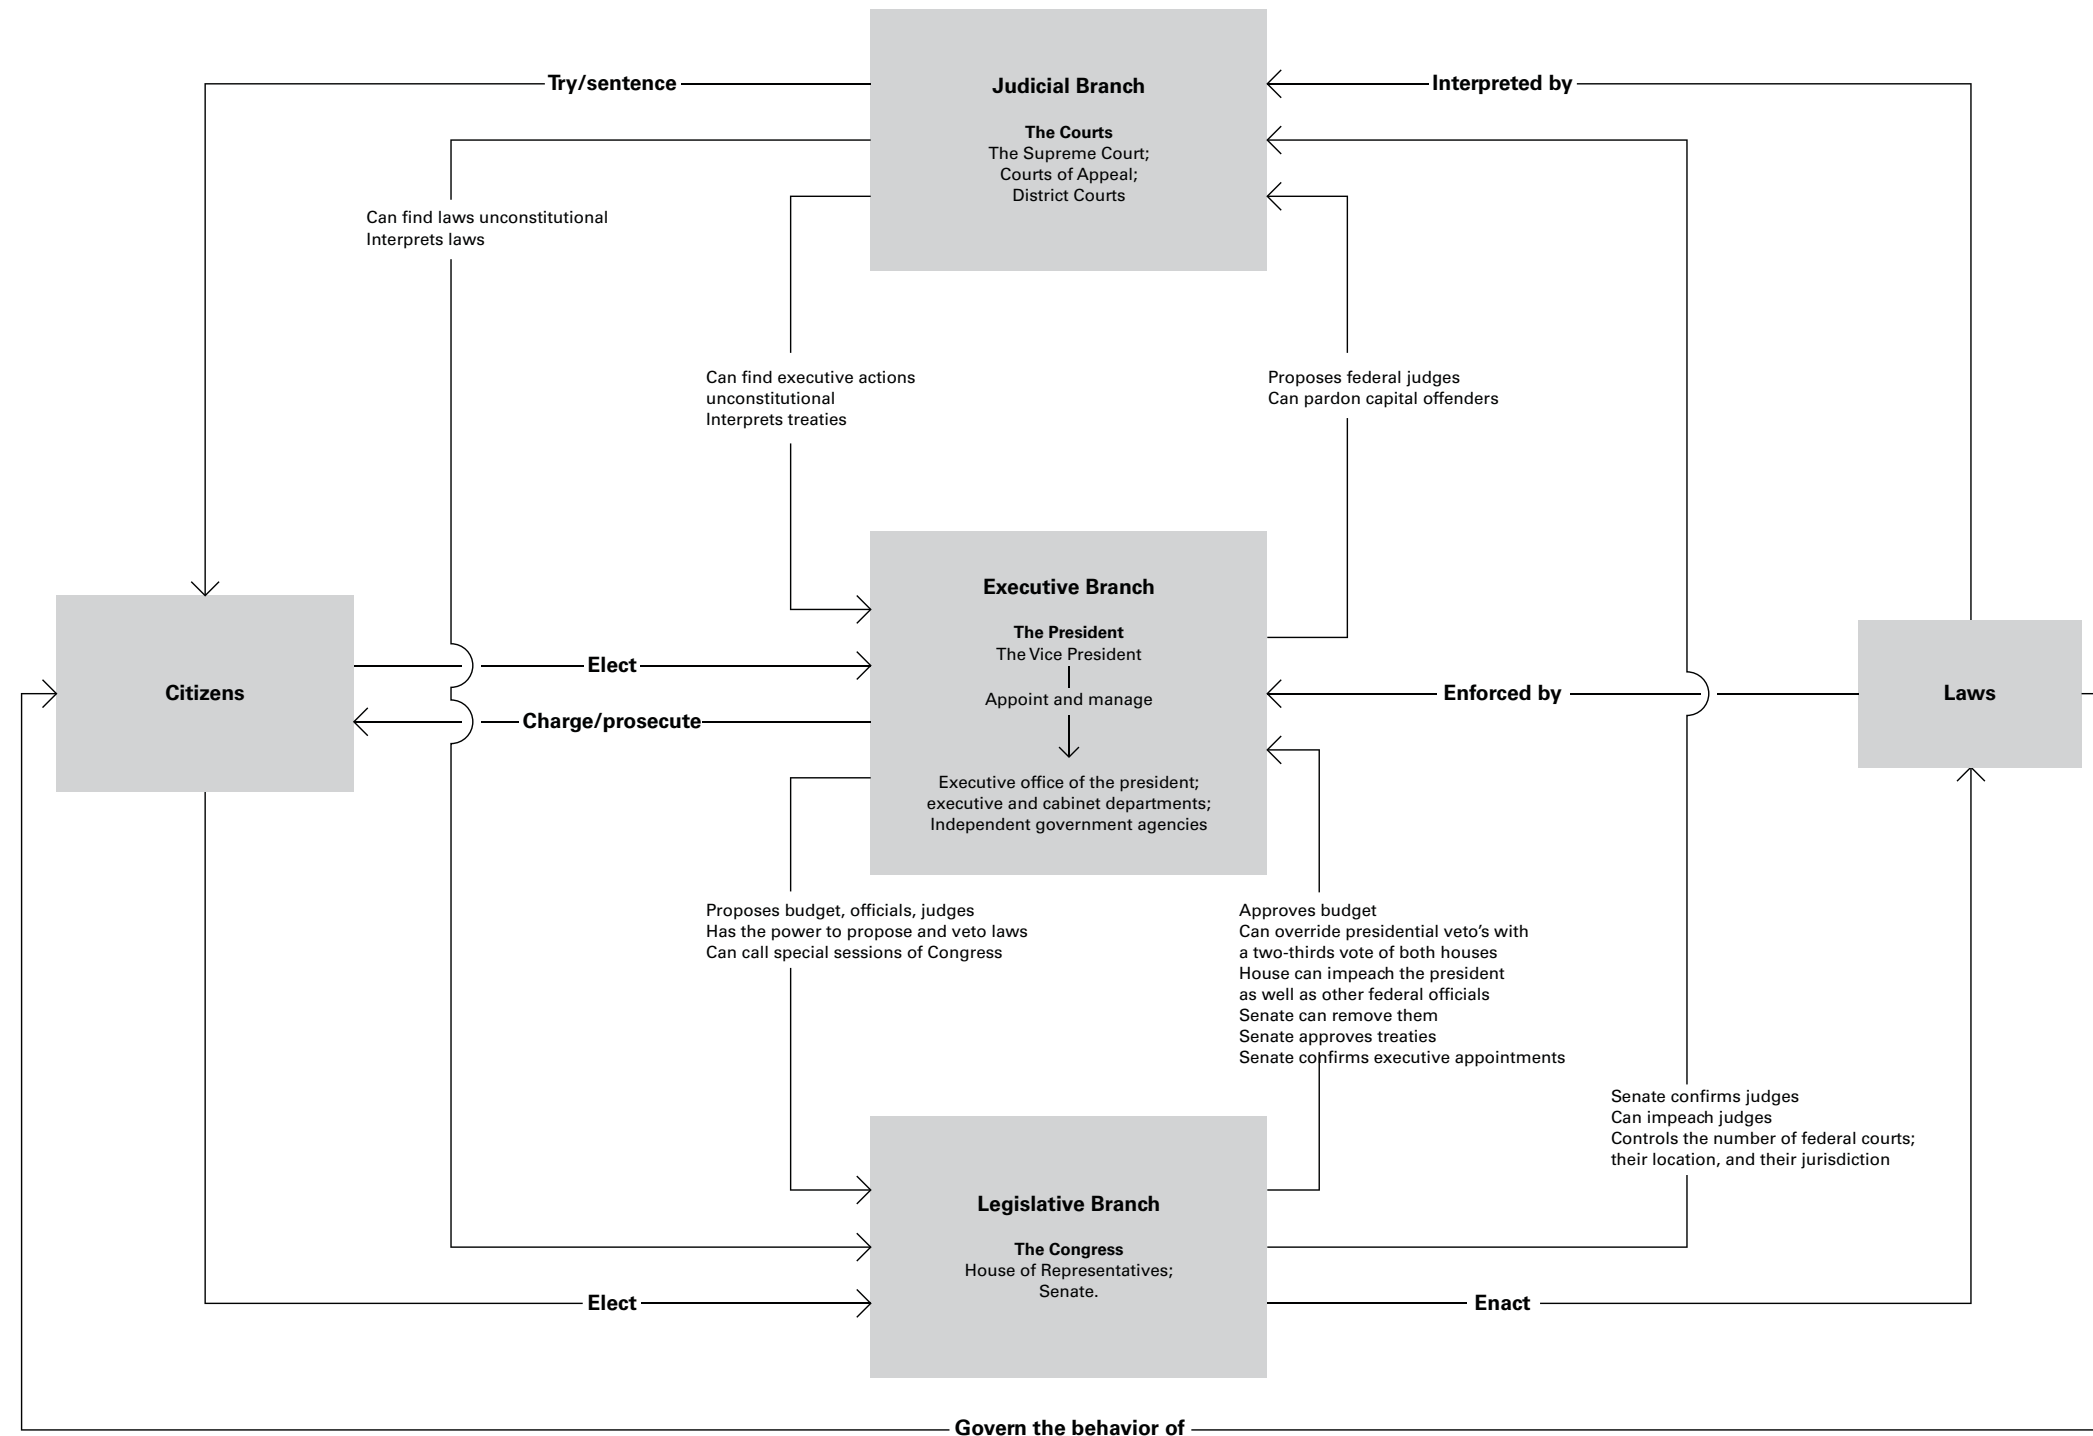 Judicial Branch
The Courts
The Supreme Court;
Courts of Appeal;
District Courts
Try/sentence
Interpreted by
Can find laws unconstitutional
Interprets laws
Can find executive actions
unconstitutional
Interprets treaties
Proposes federal judges
Can pardon capital offenders
Citizens
Elect
Charge/prosecute
Executive Branch
The President
The Vice President
Appoint and manage
Executive office of the president;
executive and cabinet departments;
Independent government agencies
Enforced by
Laws
Proposes budget, officials, judges
Has the power to propose and veto laws
Can call special sessions of Congress
Approves budget
Can override presidential veto's with
a two-thirds vote of both houses
House can impeach the president
as well as other federal officials
Senate can remove them
Senate approves treaties
Senate confirms executive appointments
Senate confirms judges
Can impeach judges
Controls the number of federal courts;
their location, and their jurisdiction
Legislative Branch
The Congress
House of Representatives;
Senate.
Elect
Enact
Govern the behavior of